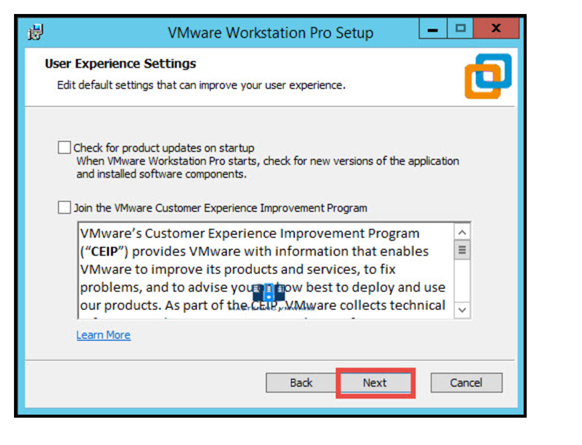 VMware Workstation Pro Setup
User Experience Settings
Edit default settings that can improve your user experience.
Check for product updates on startup
When VMware Workstation Pro starts, check for new versions of the application
and installed software components.
Join the VMware Customer Experience Improvement Program
VMware's Customer Experience Improvement Program
("CEIP") provides VMware with information that enables
VMware to improve its products and services, to fix
problems, and to advise you on how best to deploy and use
our products. As part of the CEIP, VMware collects technical
Learn More
Back Next Cancel